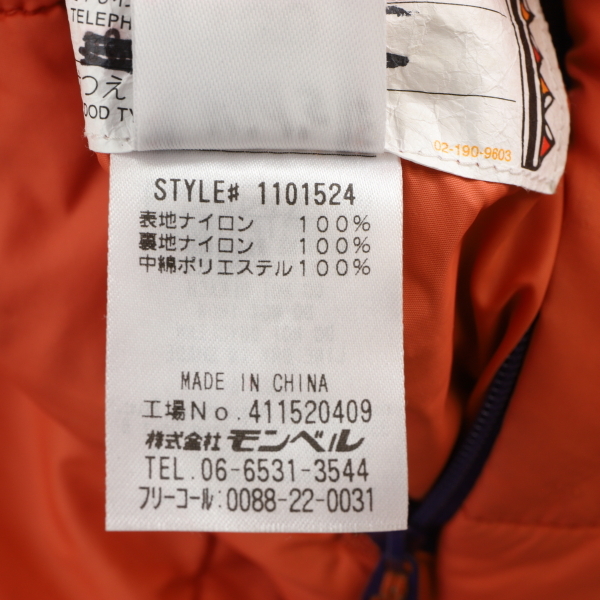 TELEPH
つえ
OOD TY
02-190-9603
STYLE# 1101524
表地ナイロン 100%
裏地ナイロン 100%
中綿ポリエステル100%
MADE IN CHINA
工場No.411520409
株式会社 モンベル
TEL.06-6531-3544
フリーコール:0088-22-0031